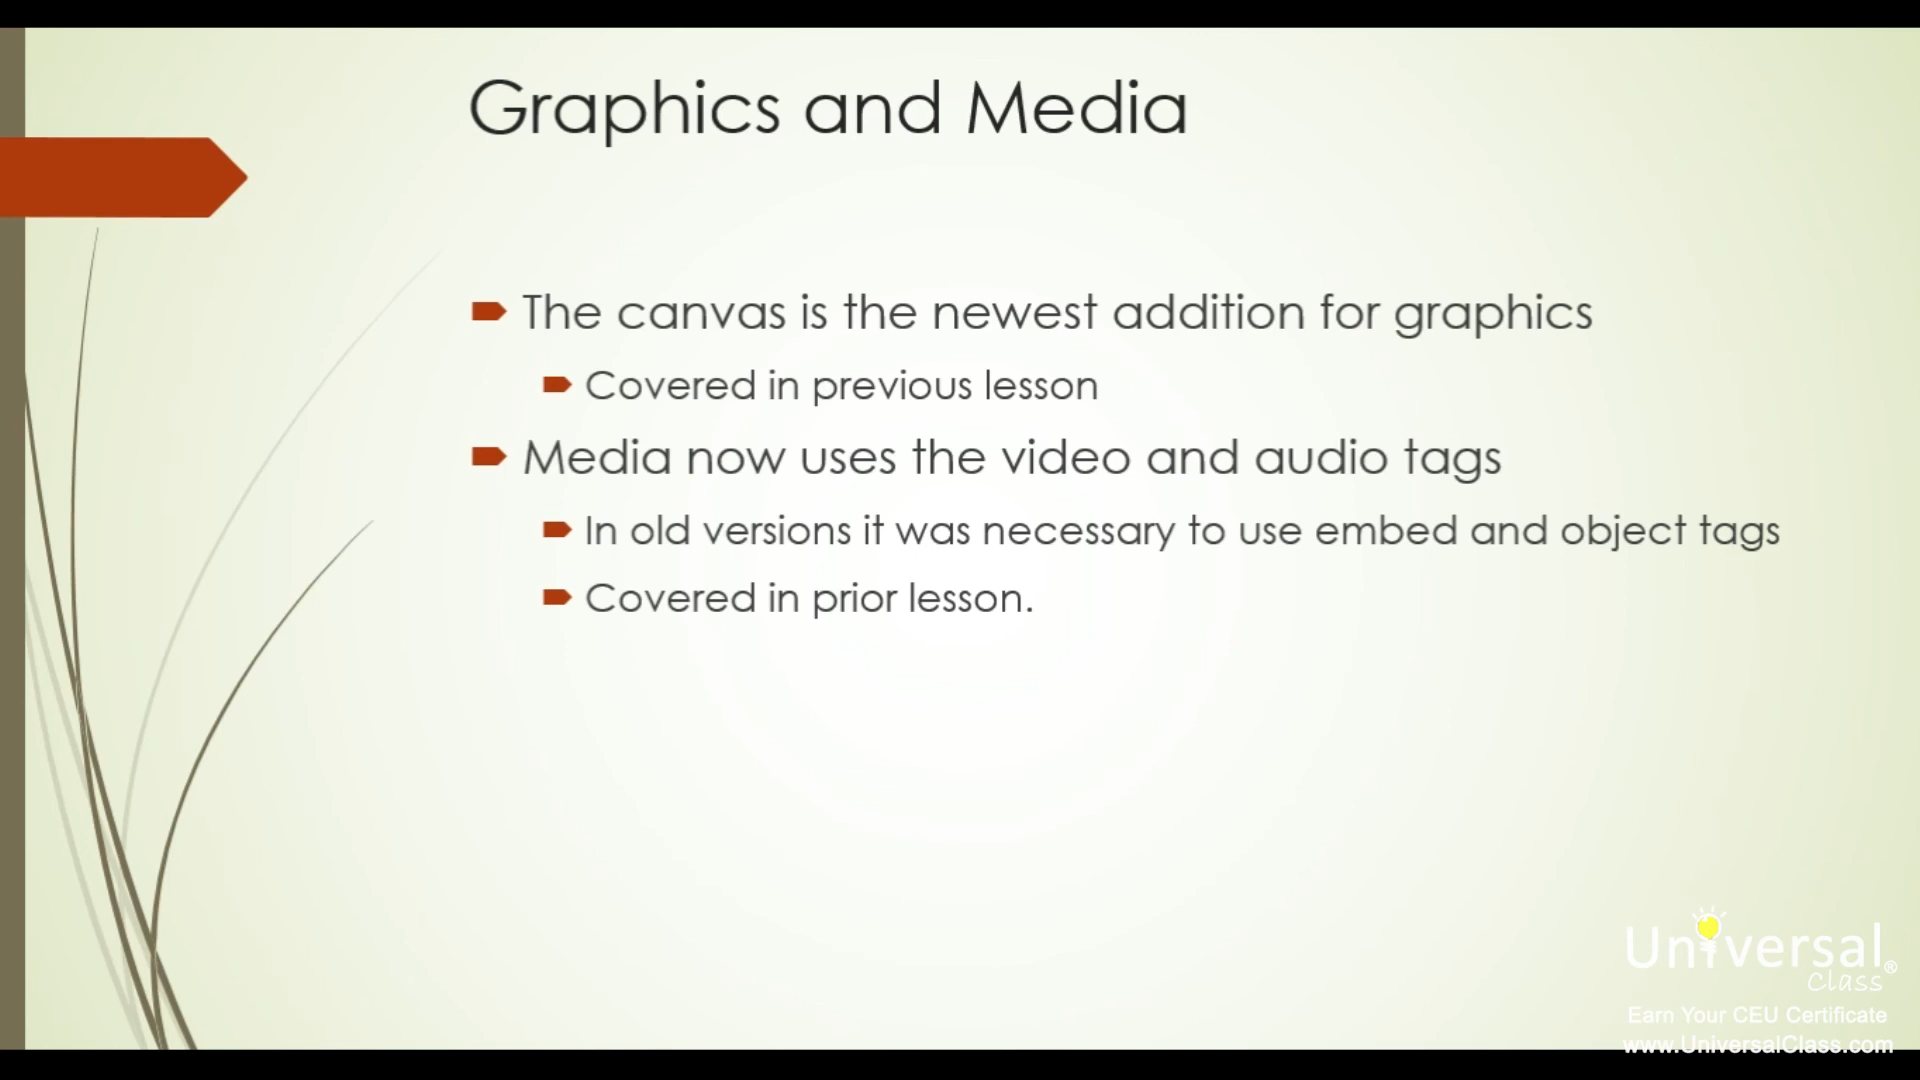 Graphics and Media
The canvas is the newest addition for graphics
Covered in previous lesson
Media now uses the video and audio tags
In old versions it was necessary to use embed and object tags
Covered in prior lesson.
Universal®
Class
Earn Your CEU Certificate
www.UniversalClass.com